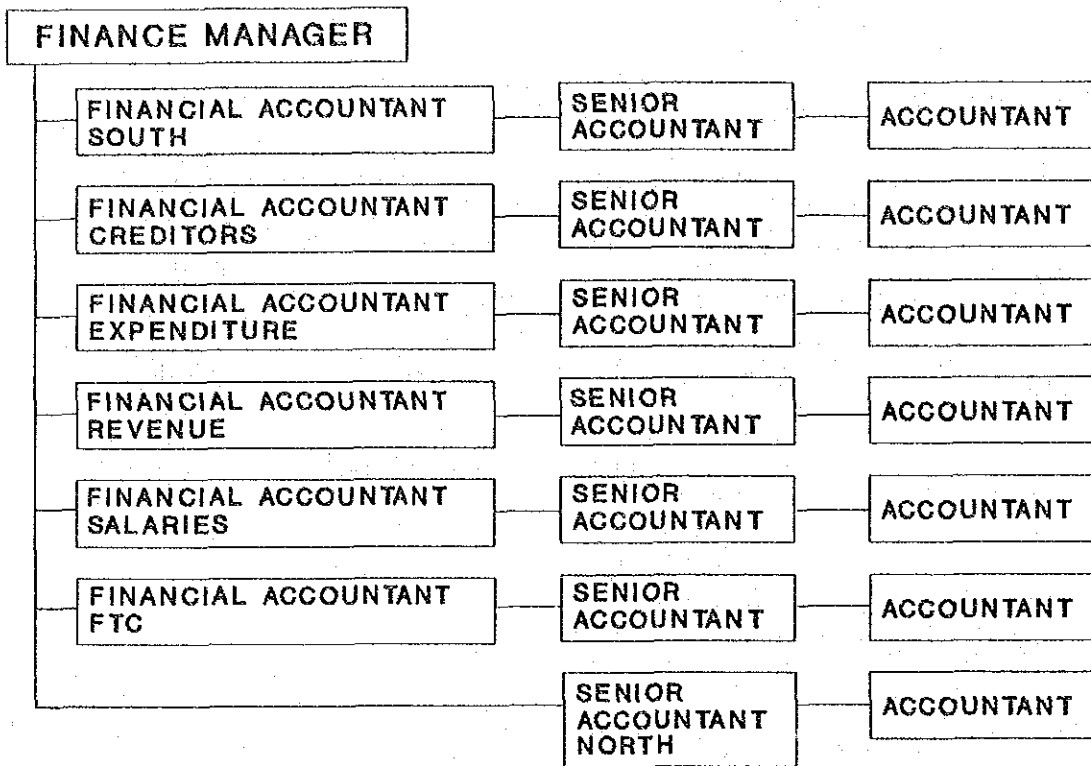 FINANCE MANAGER
FINANCIAL ACCOUNTANT
SOUTH
SENIOR
ACCOUNTANT
ACCOUNTANT
FINANCIAL ACCOUNTANT
CREDITORS
SENIOR
ACCOUNTANT
ACCOUNTANT
FINANCIAL ACCOUNTANT
EXPENDITURE
SENIOR
ACCOUNTANT
ACCOUNTANT
FINANCIAL ACCOUNTANT
REVENUE
SENIOR
ACCOUNTANT
ACCOUNTANT
FINANCIAL ACCOUNTANT
SALARIES
SENIOR
ACCOUNTANT
ACCOUNTANT
FINANCIAL ACCOUNTANT
FTC
SENIOR
ACCOUNTANT
ACCOUNTANT
SENIOR
ACCOUNTANT
NORTH
ACCOUNTANT